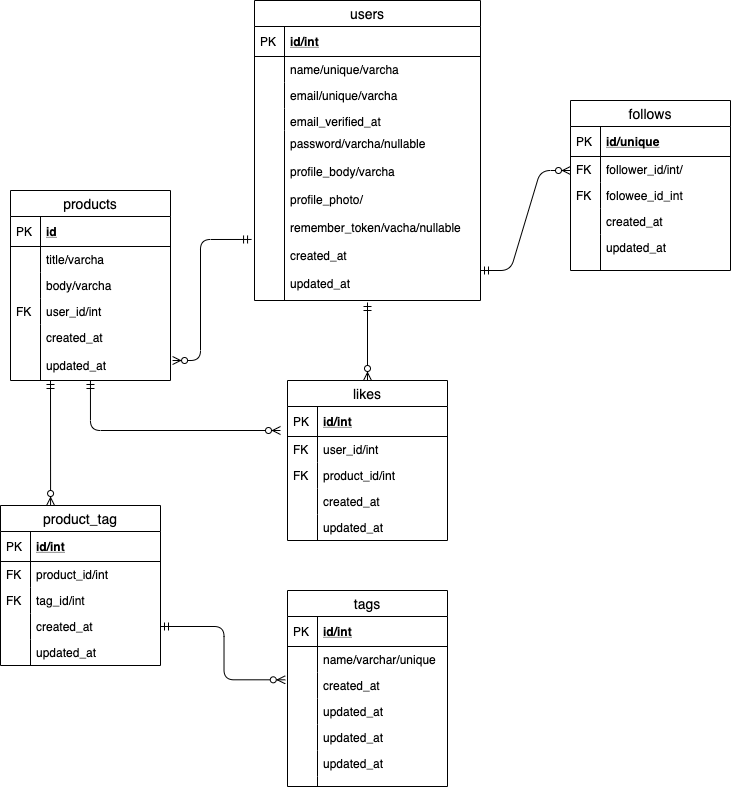 users
PK id/int
name/unique/varcha
email/unique/varcha
email_verified_at
password/varcha/nullable
profile_body/varcha
profile_photo/
remember_token/vacha/nullable
created_at
updated_at
follows
PK id/unique
FK follower_id/int/
FK folowee_id_int
created_at
updated_at
products
PK id
title/varcha
body/varcha
FK user_id/int
created_at
updated_at
likes
PK id/int
FK user_id/int
FK product_id/int
created_at
updated_at
product_tag
PK id/int
FK product_id/int
FK tag_id/int
created_at
updated_at
tags
PK id/int
name/varchar/unique
created_at
updated_at
updated_at
updated_at